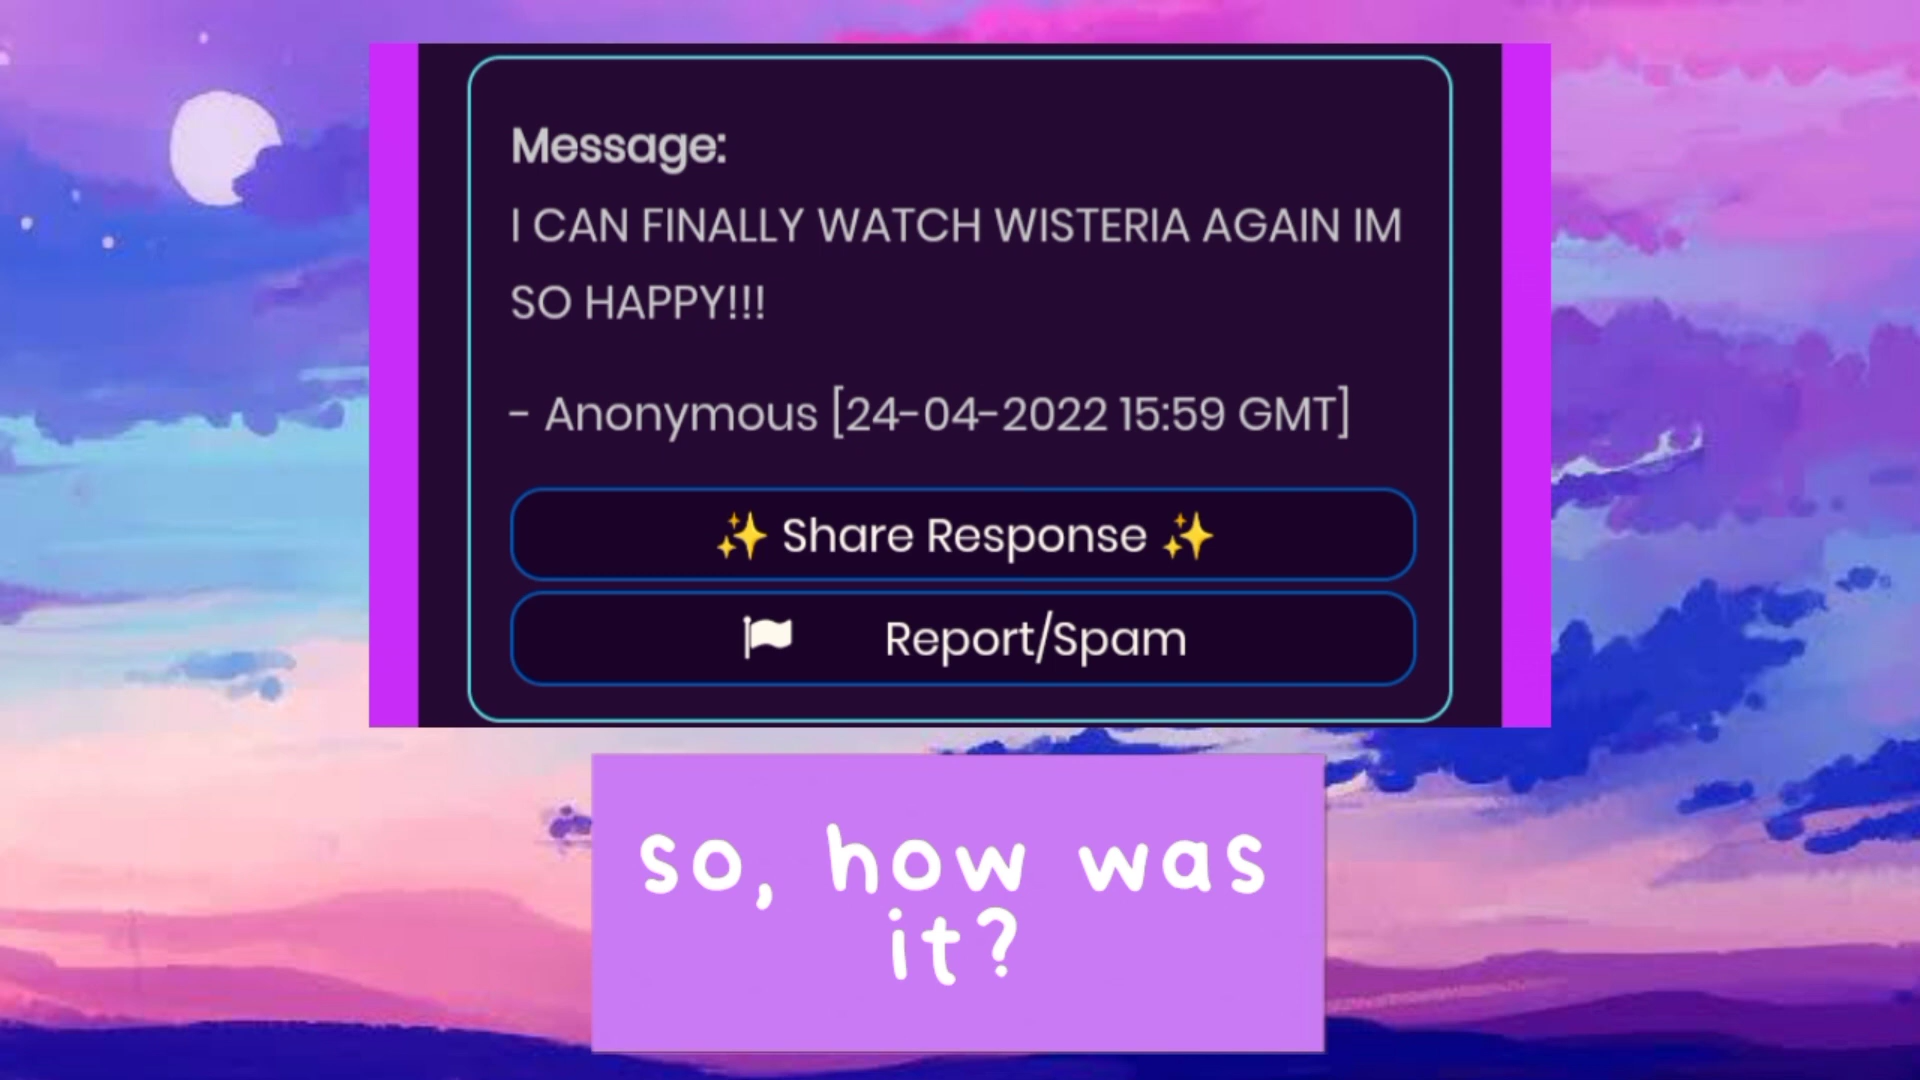 Message:
I CAN FINALLY WATCH WISTERIA AGAIN IM
SO HAPPY!!!
- Anonymous [24-04-2022 15:59 GMT]
✨ Share Response ✨
Report/Spam
so, how was
it?